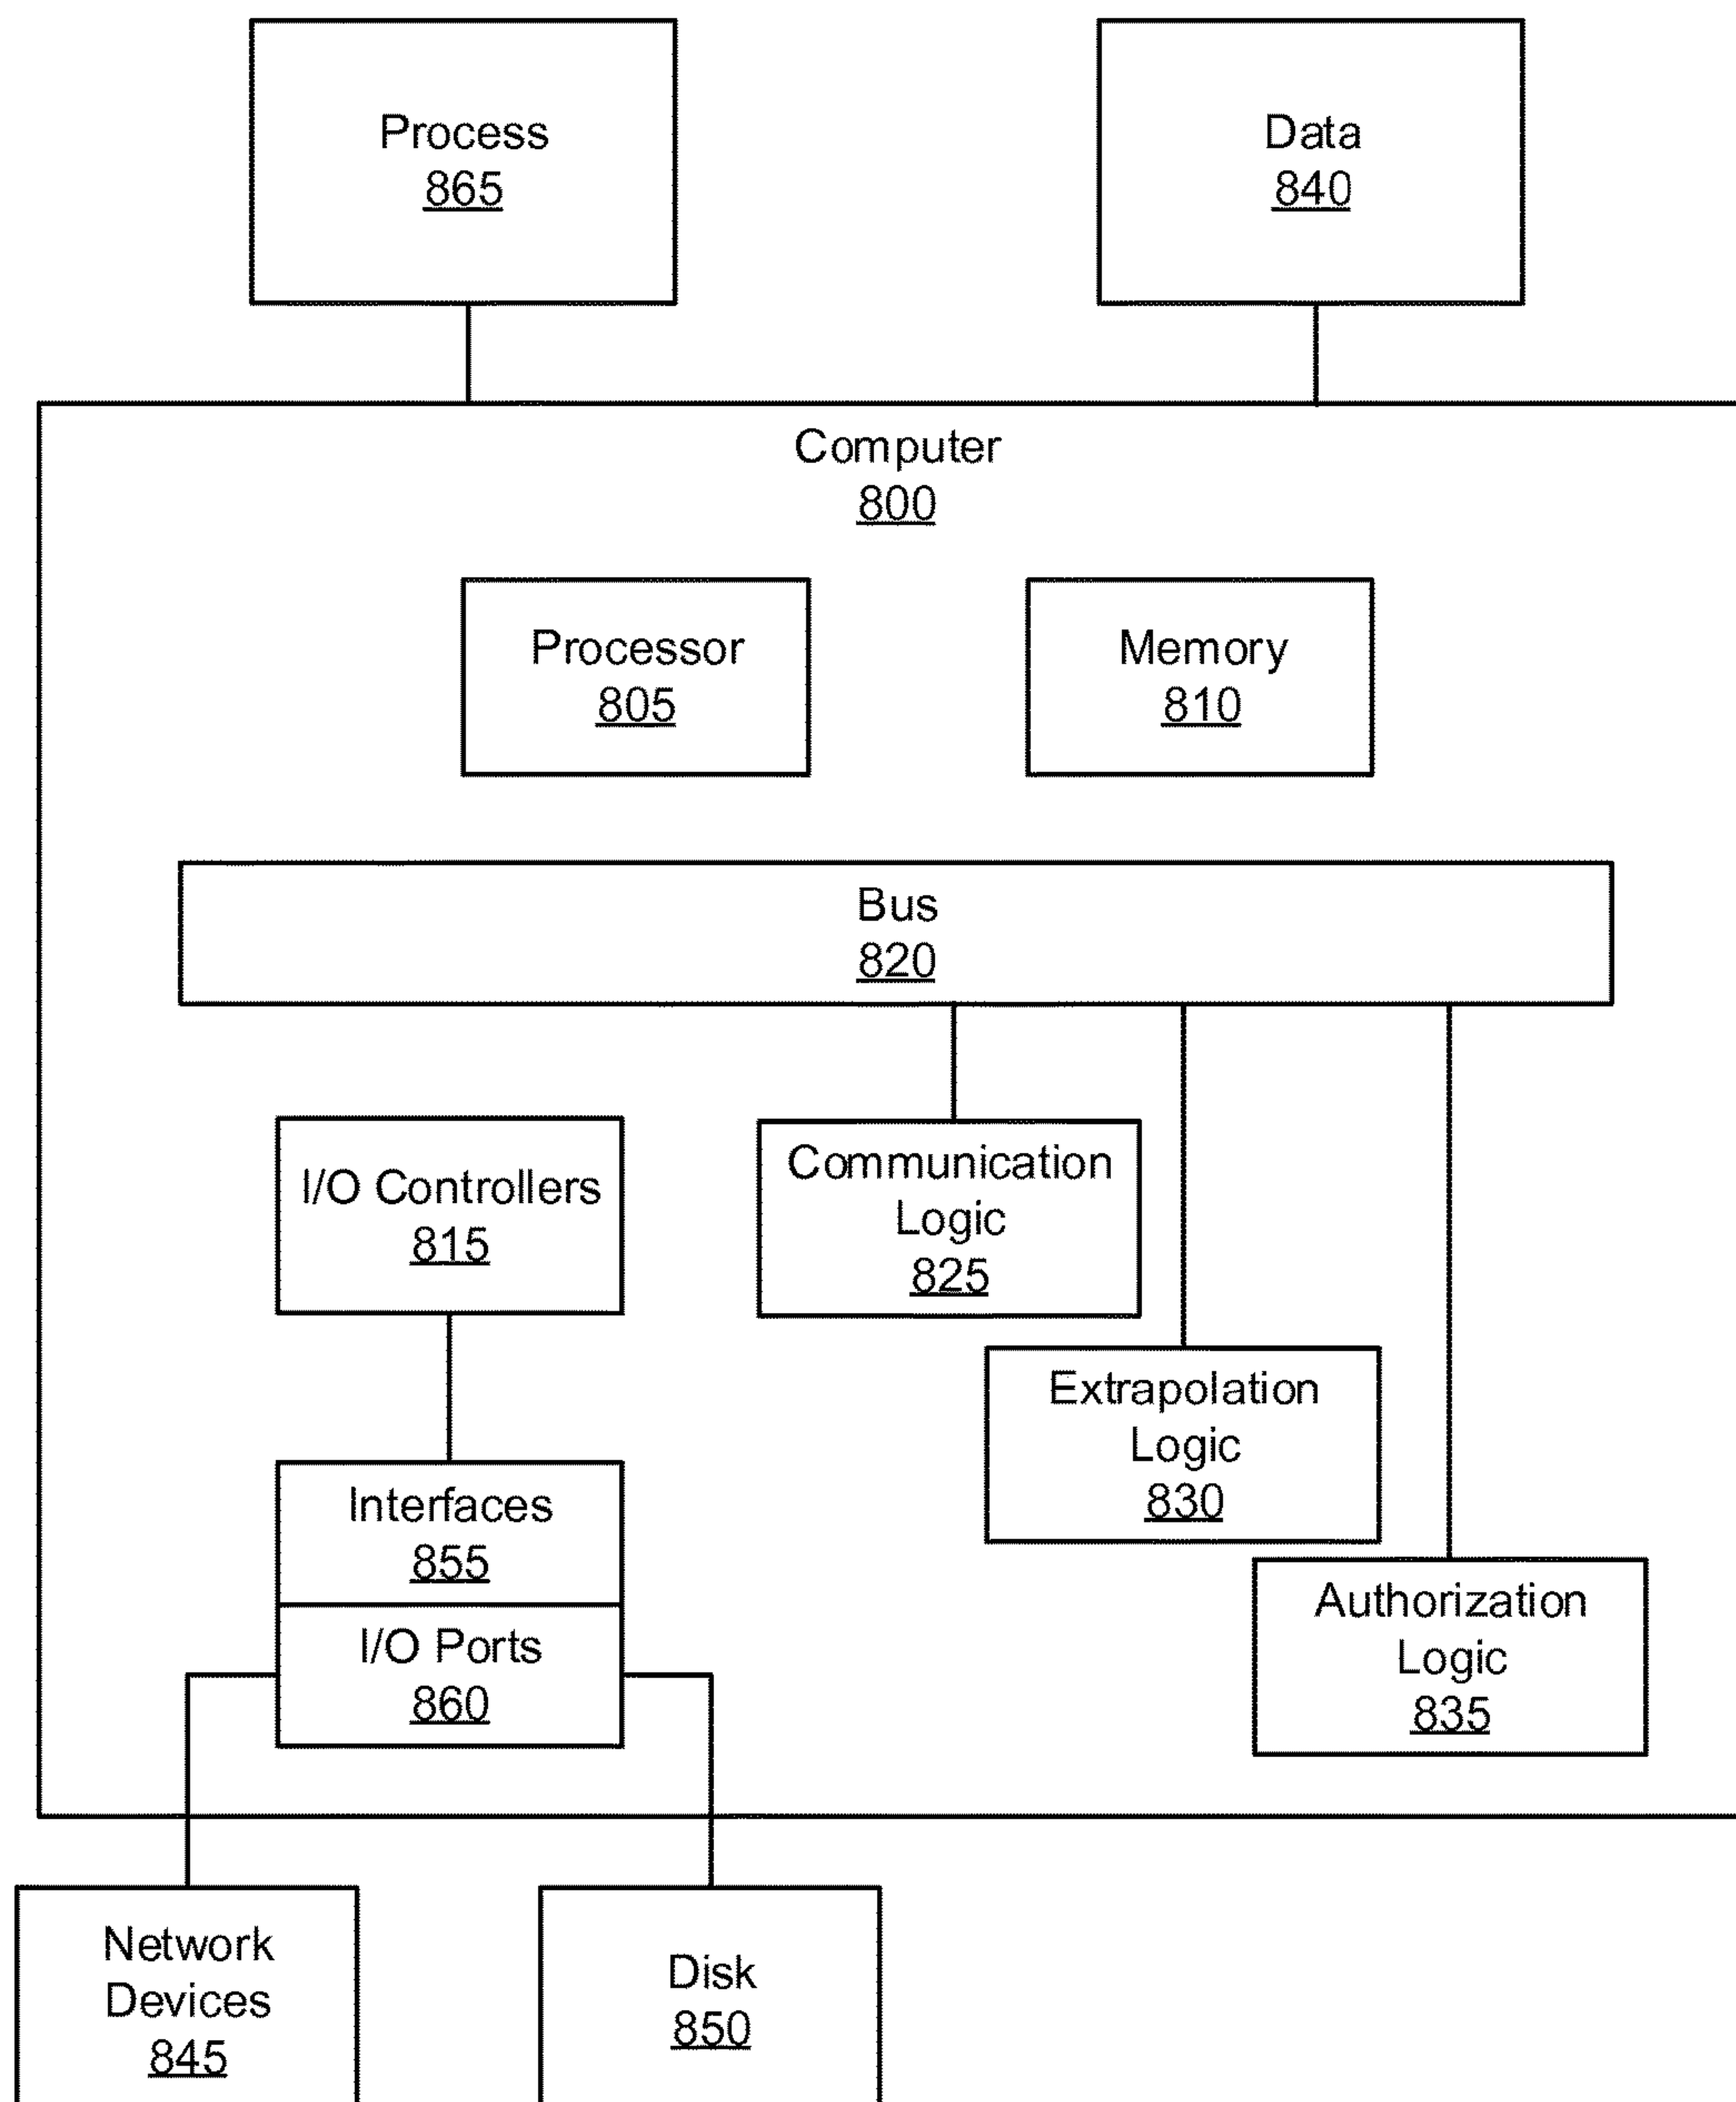 Process
865
Data
840
Computer
800
Processor
805
Memory
810
Bus
820
I/O Controllers
815
Communication
Logic
825
Extrapolation
Logic
830
Interfaces
855
I/O Ports
860
Authorization
Logic
835
Network
Devices
845
Disk
850